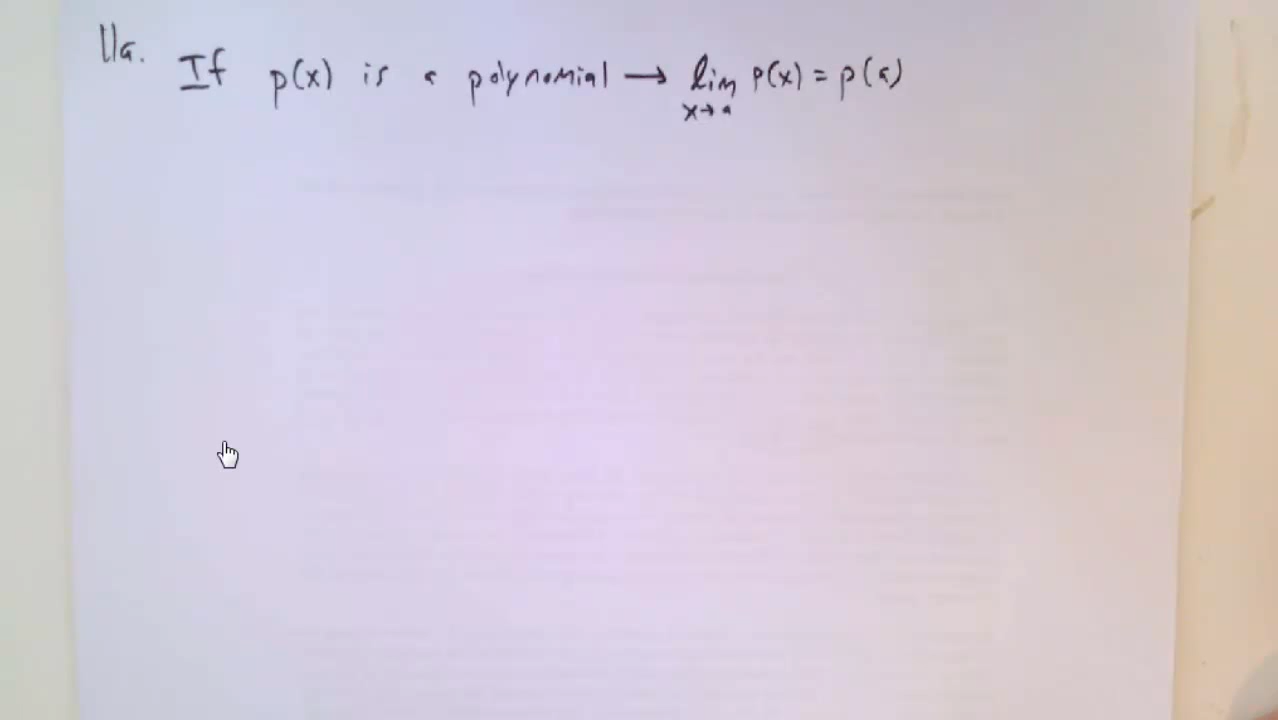 11a. If p(x) is a polynomial → lim x→a p(x) = p(a)